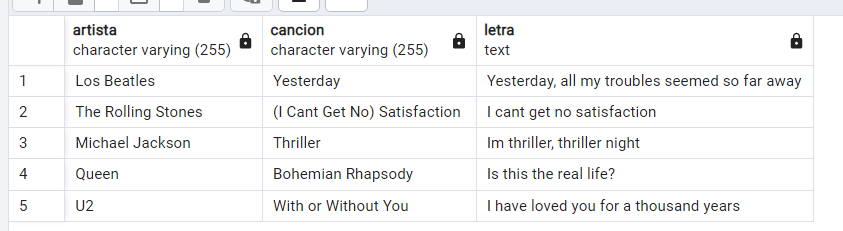 artista cancion letra
character varying (255) character varying (255) text
1 Los Beatles Yesterday Yesterday, all my troubles seemed so far away
2 The Rolling Stones (I Cant Get No) Satisfaction I cant get no satisfaction
3 Michael Jackson Thriller Im thriller, thriller night
4 Queen Bohemian Rhapsody Is this the real life?
5 U2 With or Without You I have loved you for a thousand years